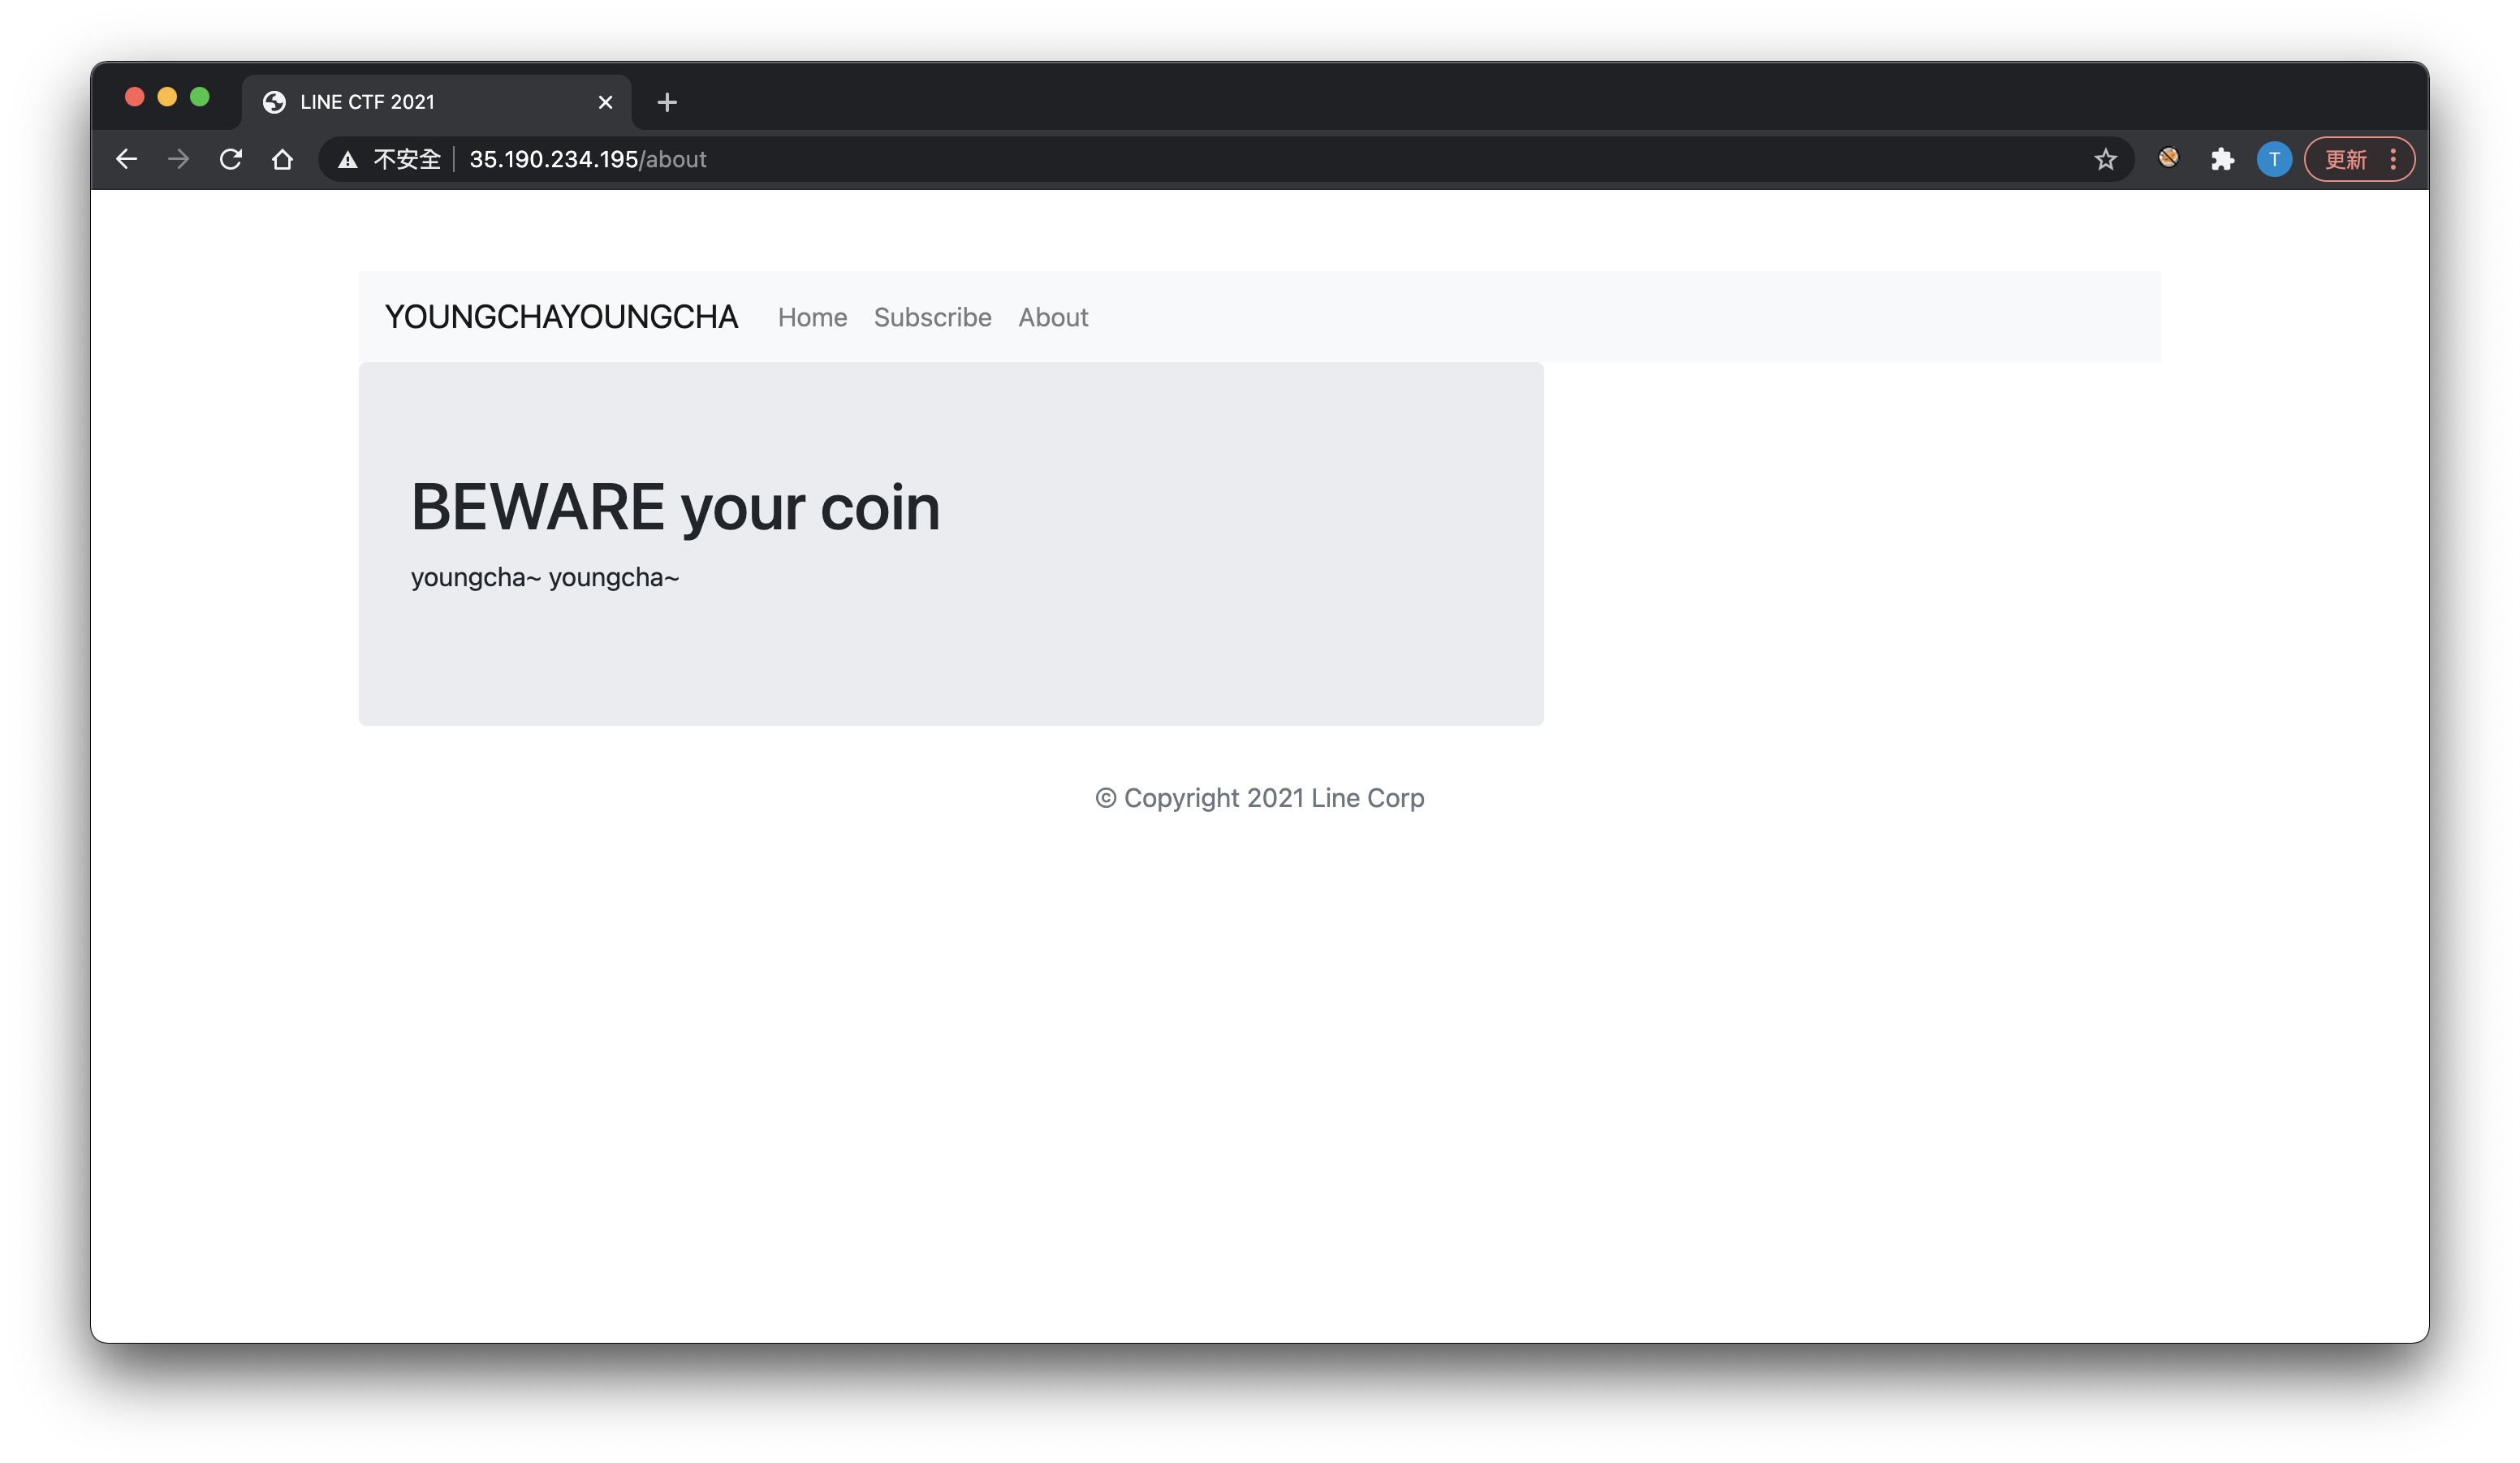 LINE CTF 2021
不安全 35.190.234.195/about
T 更新
YOUNGCHAYOUNGCHA Home Subscribe About
BEWARE your coin
youngcha~ youngcha~
© Copyright 2021 Line Corp